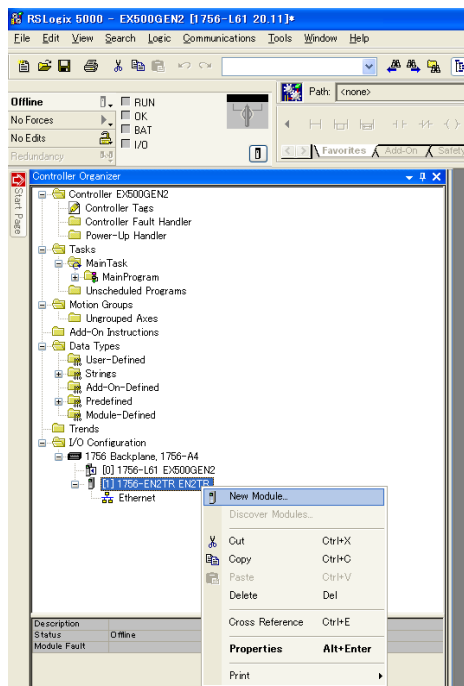 RSLogix 5000 - EX500GEN2 [1756-L61 20.11]*
File Edit View Search Logic Communications Tools Window Help
Path: <none>
Offline
RUN
No Forces
OK
BAT
No Edits
I/O
Redundancy
Favorites Add-On Safety
Controller Organizer
Start Page
Controller EX500GEN2
Controller Tags
Controller Fault Handler
Power-Up Handler
Tasks
MainTask
MainProgram
Unscheduled Programs
Motion Groups
Ungrouped Axes
Add-On Instructions
Data Types
User-Defined
Strings
Add-On-Defined
Predefined
Module-Defined
Trends
I/O Configuration
1756 Backplane, 1756-A4
[0] 1756-L61 EX500GEN2
[1] 1756-EN2TR EN2TR
Ethernet
New Module...
Discover Modules...
Cut Ctrl+X
Copy Ctrl+C
Paste Ctrl+V
Delete Del
Cross Reference Ctrl+E
Properties Alt+Enter
Print
Description
Status Offline
Module Fault